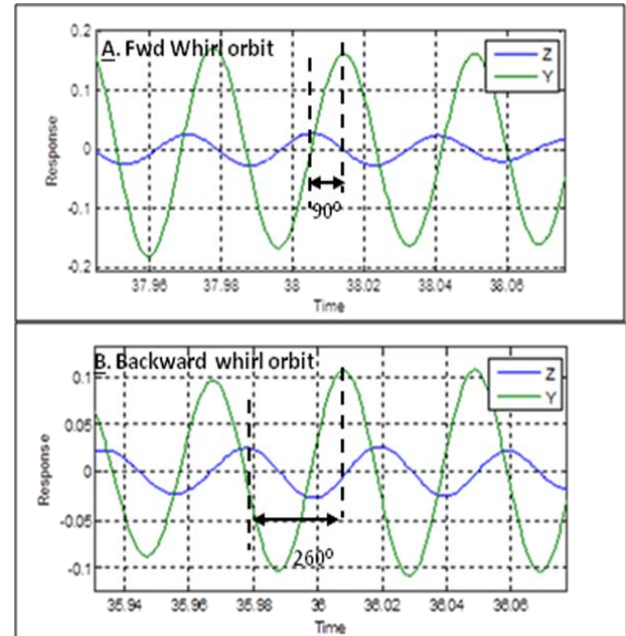 A. Fwd Whirl orbit
Z
Y
0.2
0.1
0
-0.1
-0.2
Response
90⁰
37.96
37.98
38
38.02
38.04
38.06
Time
B. Backward whirl orbit
Z
Y
0.1
0.05
0
-0.05
-0.1
Response
260⁰
35.94
35.96
35.98
36
36.02
36.04
36.06
Time